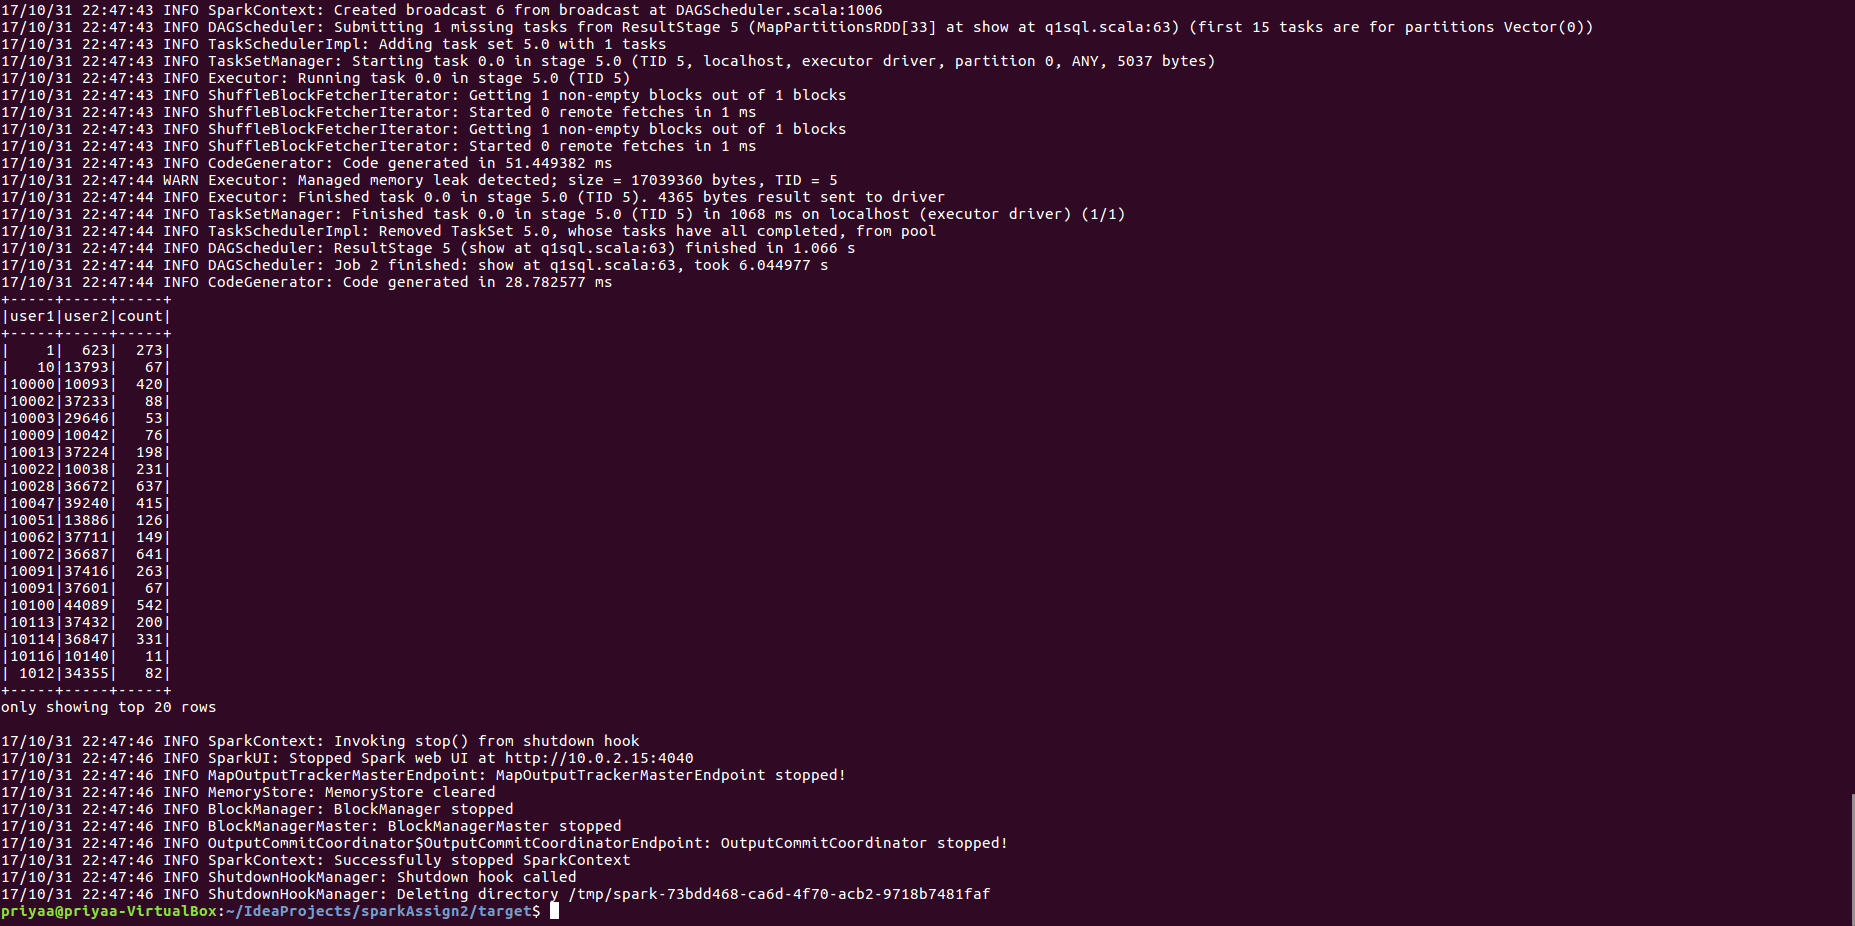 17/10/31 22:47:43 INFO SparkContext: Created broadcast 6 from broadcast at DAGScheduler.scala:1006
17/10/31 22:47:43 INFO DAGScheduler: Submitting 1 missing tasks from ResultStage 5 (MapPartitionsRDD[33] at show at q1sql.scala:63) (first 15 tasks are for partitions Vector(0))
17/10/31 22:47:43 INFO TaskSchedulerImpl: Adding task set 5.0 with 1 tasks
17/10/31 22:47:43 INFO TaskSetManager: Starting task 0.0 in stage 5.0 (TID 5, localhost, executor driver, partition 0, ANY, 5037 bytes)
17/10/31 22:47:43 INFO Executor: Running task 0.0 in stage 5.0 (TID 5)
17/10/31 22:47:43 INFO ShuffleBlockFetcherIterator: Getting 1 non-empty blocks out of 1 blocks
17/10/31 22:47:43 INFO ShuffleBlockFetcherIterator: Started 0 remote fetches in 1 ms
17/10/31 22:47:43 INFO ShuffleBlockFetcherIterator: Getting 1 non-empty blocks out of 1 blocks
17/10/31 22:47:43 INFO ShuffleBlockFetcherIterator: Started 0 remote fetches in 1 ms
17/10/31 22:47:43 INFO CodeGenerator: Code generated in 51.449382 ms
17/10/31 22:47:44 WARN Executor: Managed memory leak detected; size = 17039360 bytes, TID = 5
17/10/31 22:47:44 INFO Executor: Finished task 0.0 in stage 5.0 (TID 5). 4365 bytes result sent to driver
17/10/31 22:47:44 INFO TaskSetManager: Finished task 0.0 in stage 5.0 (TID 5) in 1068 ms on localhost (executor driver) (1/1)
17/10/31 22:47:44 INFO TaskSchedulerImpl: Removed TaskSet 5.0, whose tasks have all completed, from pool
17/10/31 22:47:44 INFO DAGScheduler: ResultStage 5 (show at q1sql.scala:63) finished in 1.066 s
17/10/31 22:47:44 INFO DAGScheduler: Job 2 finished: show at q1sql.scala:63, took 6.044977 s
17/10/31 22:47:44 INFO CodeGenerator: Code generated in 28.782577 ms
+-----+-----+-----+
|user1|user2|count|
+-----+-----+-----+
|    1|  623|  273|
|   10|13793|   67|
|10000|10093|  420|
|10002|37233|   88|
|10003|29646|   53|
|10009|10042|   76|
|10013|37224|  198|
|10022|10038|  231|
|10028|36672|  637|
|10047|39240|  415|
|10051|13886|  126|
|10062|37711|  149|
|10072|36687|  641|
|10091|37416|  263|
|10091|37601|   67|
|10100|44089|  542|
|10113|37432|  200|
|10114|36847|  331|
|10116|10140|   11|
| 1012|34355|   82|
+-----+-----+-----+
only showing top 20 rows

17/10/31 22:47:46 INFO SparkContext: Invoking stop() from shutdown hook
17/10/31 22:47:46 INFO SparkUI: Stopped Spark web UI at http://10.0.2.15:4040
17/10/31 22:47:46 INFO MapOutputTrackerMasterEndpoint: MapOutputTrackerMasterEndpoint stopped!
17/10/31 22:47:46 INFO MemoryStore: MemoryStore cleared
17/10/31 22:47:46 INFO BlockManager: BlockManager stopped
17/10/31 22:47:46 INFO BlockManagerMaster: BlockManagerMaster stopped
17/10/31 22:47:46 INFO OutputCommitCoordinator$OutputCommitCoordinatorEndpoint: OutputCommitCoordinator stopped!
17/10/31 22:47:46 INFO SparkContext: Successfully stopped SparkContext
17/10/31 22:47:46 INFO ShutdownHookManager: Shutdown hook called
17/10/31 22:47:46 INFO ShutdownHookManager: Deleting directory /tmp/spark-73bdd468-ca6d-4f70-acb2-9718b7481faf
priyaa@priyaa-VirtualBox:~/IdeaProjects/sparkAssign2/target$